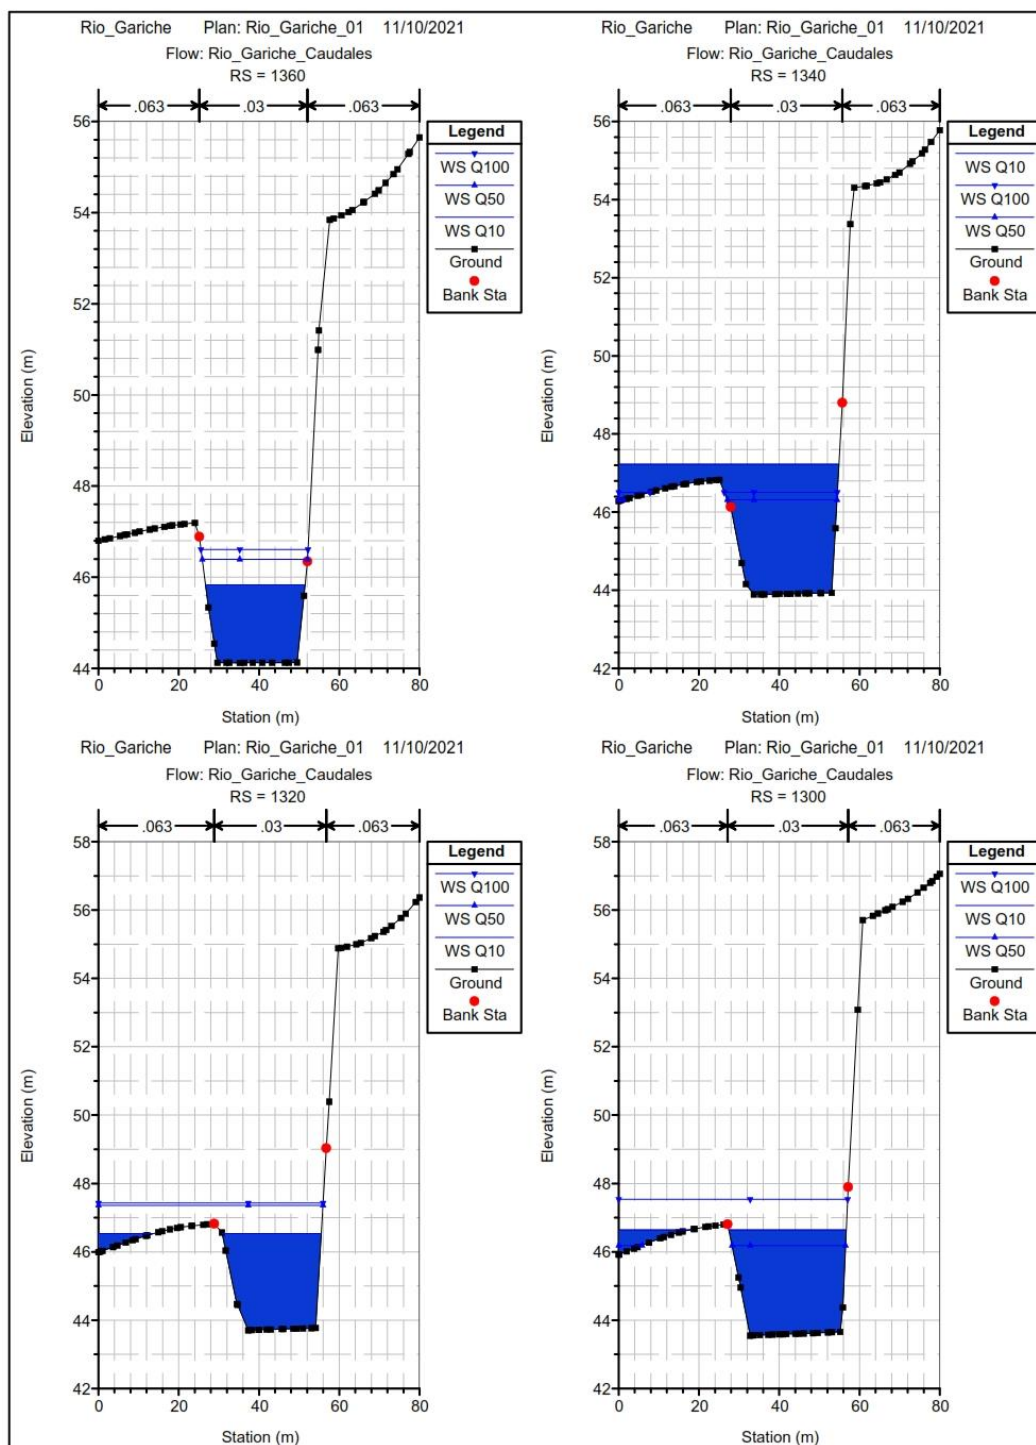 Rio_Gariche Plan: Rio_Gariche_01 11/10/2021
Flow: Rio_Gariche_Caudales
RS = 1360
.063 .03 .063
56
54
52
50
48
46
44
0 20 40 60 80
Elevation (m)
Station (m)
Legend
WS Q100
WS Q50
WS Q10
Ground
Bank Sta
Rio_Gariche Plan: Rio_Gariche_01 11/10/2021
Flow: Rio_Gariche_Caudales
RS = 1340
.063 .03 .063
56
54
52
50
48
46
44
42
0 20 40 60 80
Elevation (m)
Station (m)
Legend
WS Q10
WS Q100
WS Q50
Ground
Bank Sta
Rio_Gariche Plan: Rio_Gariche_01 11/10/2021
Flow: Rio_Gariche_Caudales
RS = 1320
.063 .03 .063
58
56
54
52
50
48
46
44
42
0 20 40 60 80
Elevation (m)
Station (m)
Legend
WS Q100
WS Q50
WS Q10
Ground
Bank Sta
Rio_Gariche Plan: Rio_Gariche_01 11/10/2021
Flow: Rio_Gariche_Caudales
RS = 1300
.063 .03 .063
58
56
54
52
50
48
46
44
42
0 20 40 60 80
Elevation (m)
Station (m)
Legend
WS Q100
WS Q10
WS Q50
Ground
Bank Sta